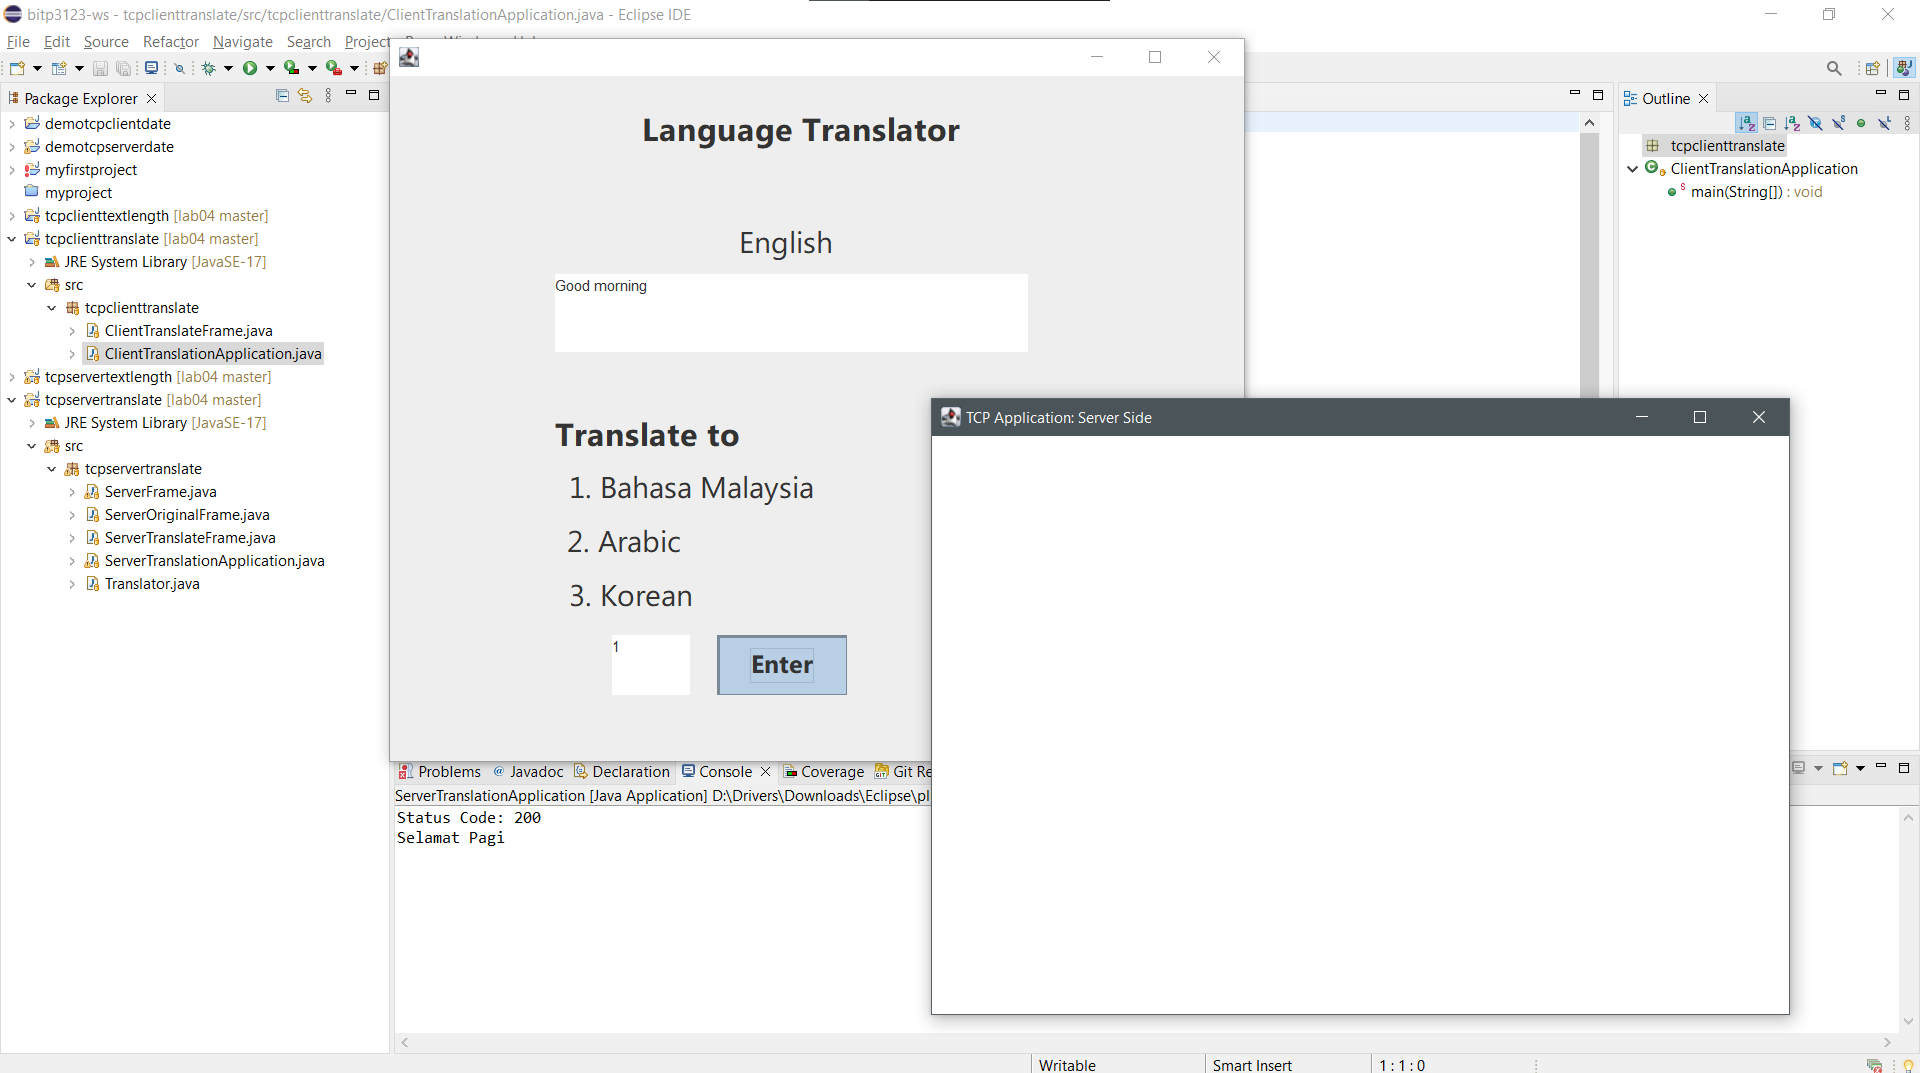 bitp3123-ws - tcpclienttranslate/src/tcpclienttranslate/ClientTranslationApplication.java - Eclipse IDE
File Edit Source Refactor Navigate Search Project
Package Explorer
demotcpclientdate
demotcpserverdate
myfirstproject
myproject
tcpclienttextlength [lab04 master]
tcpclienttranslate [lab04 master]
JRE System Library [JavaSE-17]
src
tcpclienttranslate
ClientTranslateFrame.java
ClientTranslationApplication.java
tcpservertextlength [lab04 master]
tcpservertranslate [lab04 master]
JRE System Library [JavaSE-17]
src
tcpservertranslate
ServerFrame.java
ServerOriginalFrame.java
ServerTranslateFrame.java
ServerTranslationApplication.java
Translator.java
Language Translator
English
Good morning
Translate to
1. Bahasa Malaysia
2. Arabic
3. Korean
1
Enter
TCP Application: Server Side
Outline
tcpclienttranslate
ClientTranslationApplication
main(String[]) : void
Problems Javadoc Declaration Console Coverage Git Re
ServerTranslationApplication [Java Application] D:\Drivers\Downloads\Eclipse\pl
Status Code: 200
Selamat Pagi
Writable Smart Insert 1 : 1 : 0